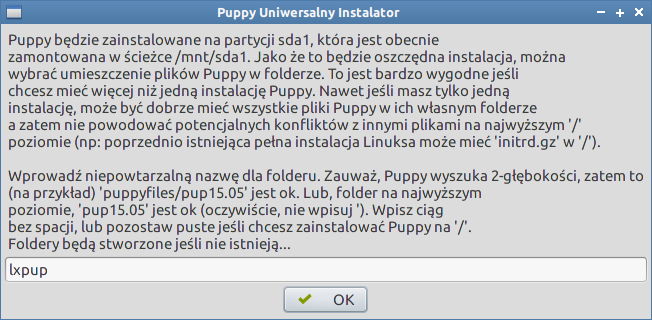 Puppy Uniwersalny Instalator
Puppy będzie zainstalowane na partycji sda1, która jest obecnie
zamontowana w ścieżce /mnt/sda1. Jako że to będzie oszczędna instalacja, można
wybrać umieszczenie plików Puppy w folderze. To jest bardzo wygodne jeśli
chcesz mieć więcej niż jedną instalację Puppy. Nawet jeśli masz tylko jedną
instalację, może być dobrze mieć wszystkie pliki Puppy w ich własnym folderze
a zatem nie powodować potencjalnych konfliktów z innymi plikami na najwyższym '/'
poziomie (np: poprzednio istniejąca pełna instalacja Linuksa może mieć 'initrd.gz' w '/').
Wprowadź niepowtarzalną nazwę dla folderu. Zauważ, Puppy wyszuka 2-głębokości, zatem to
(na przykład) 'puppyfiles/pup15.05' jest ok. Lub, folder na najwyższym
poziomie, 'pup15.05' jest ok (oczywiście, nie wpisuj '). Wpisz ciąg
bez spacji, lub pozostaw puste jeśli chcesz zainstalować Puppy na '/'.
Foldery będą stworzone jeśli nie istnieją...
lxpup
OK